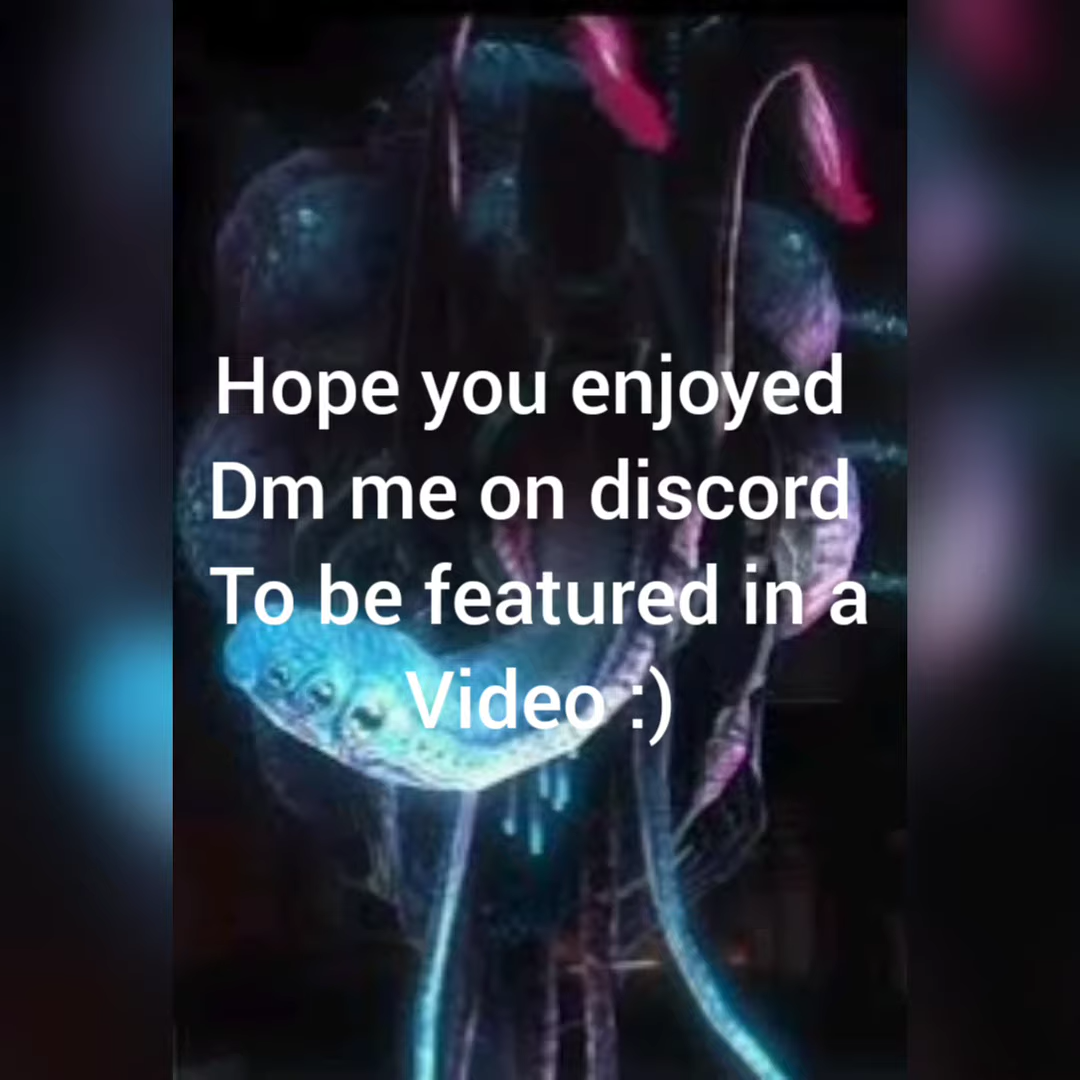 Hope you enjoyed
Dm me on discord
To be featured in a
Video :)